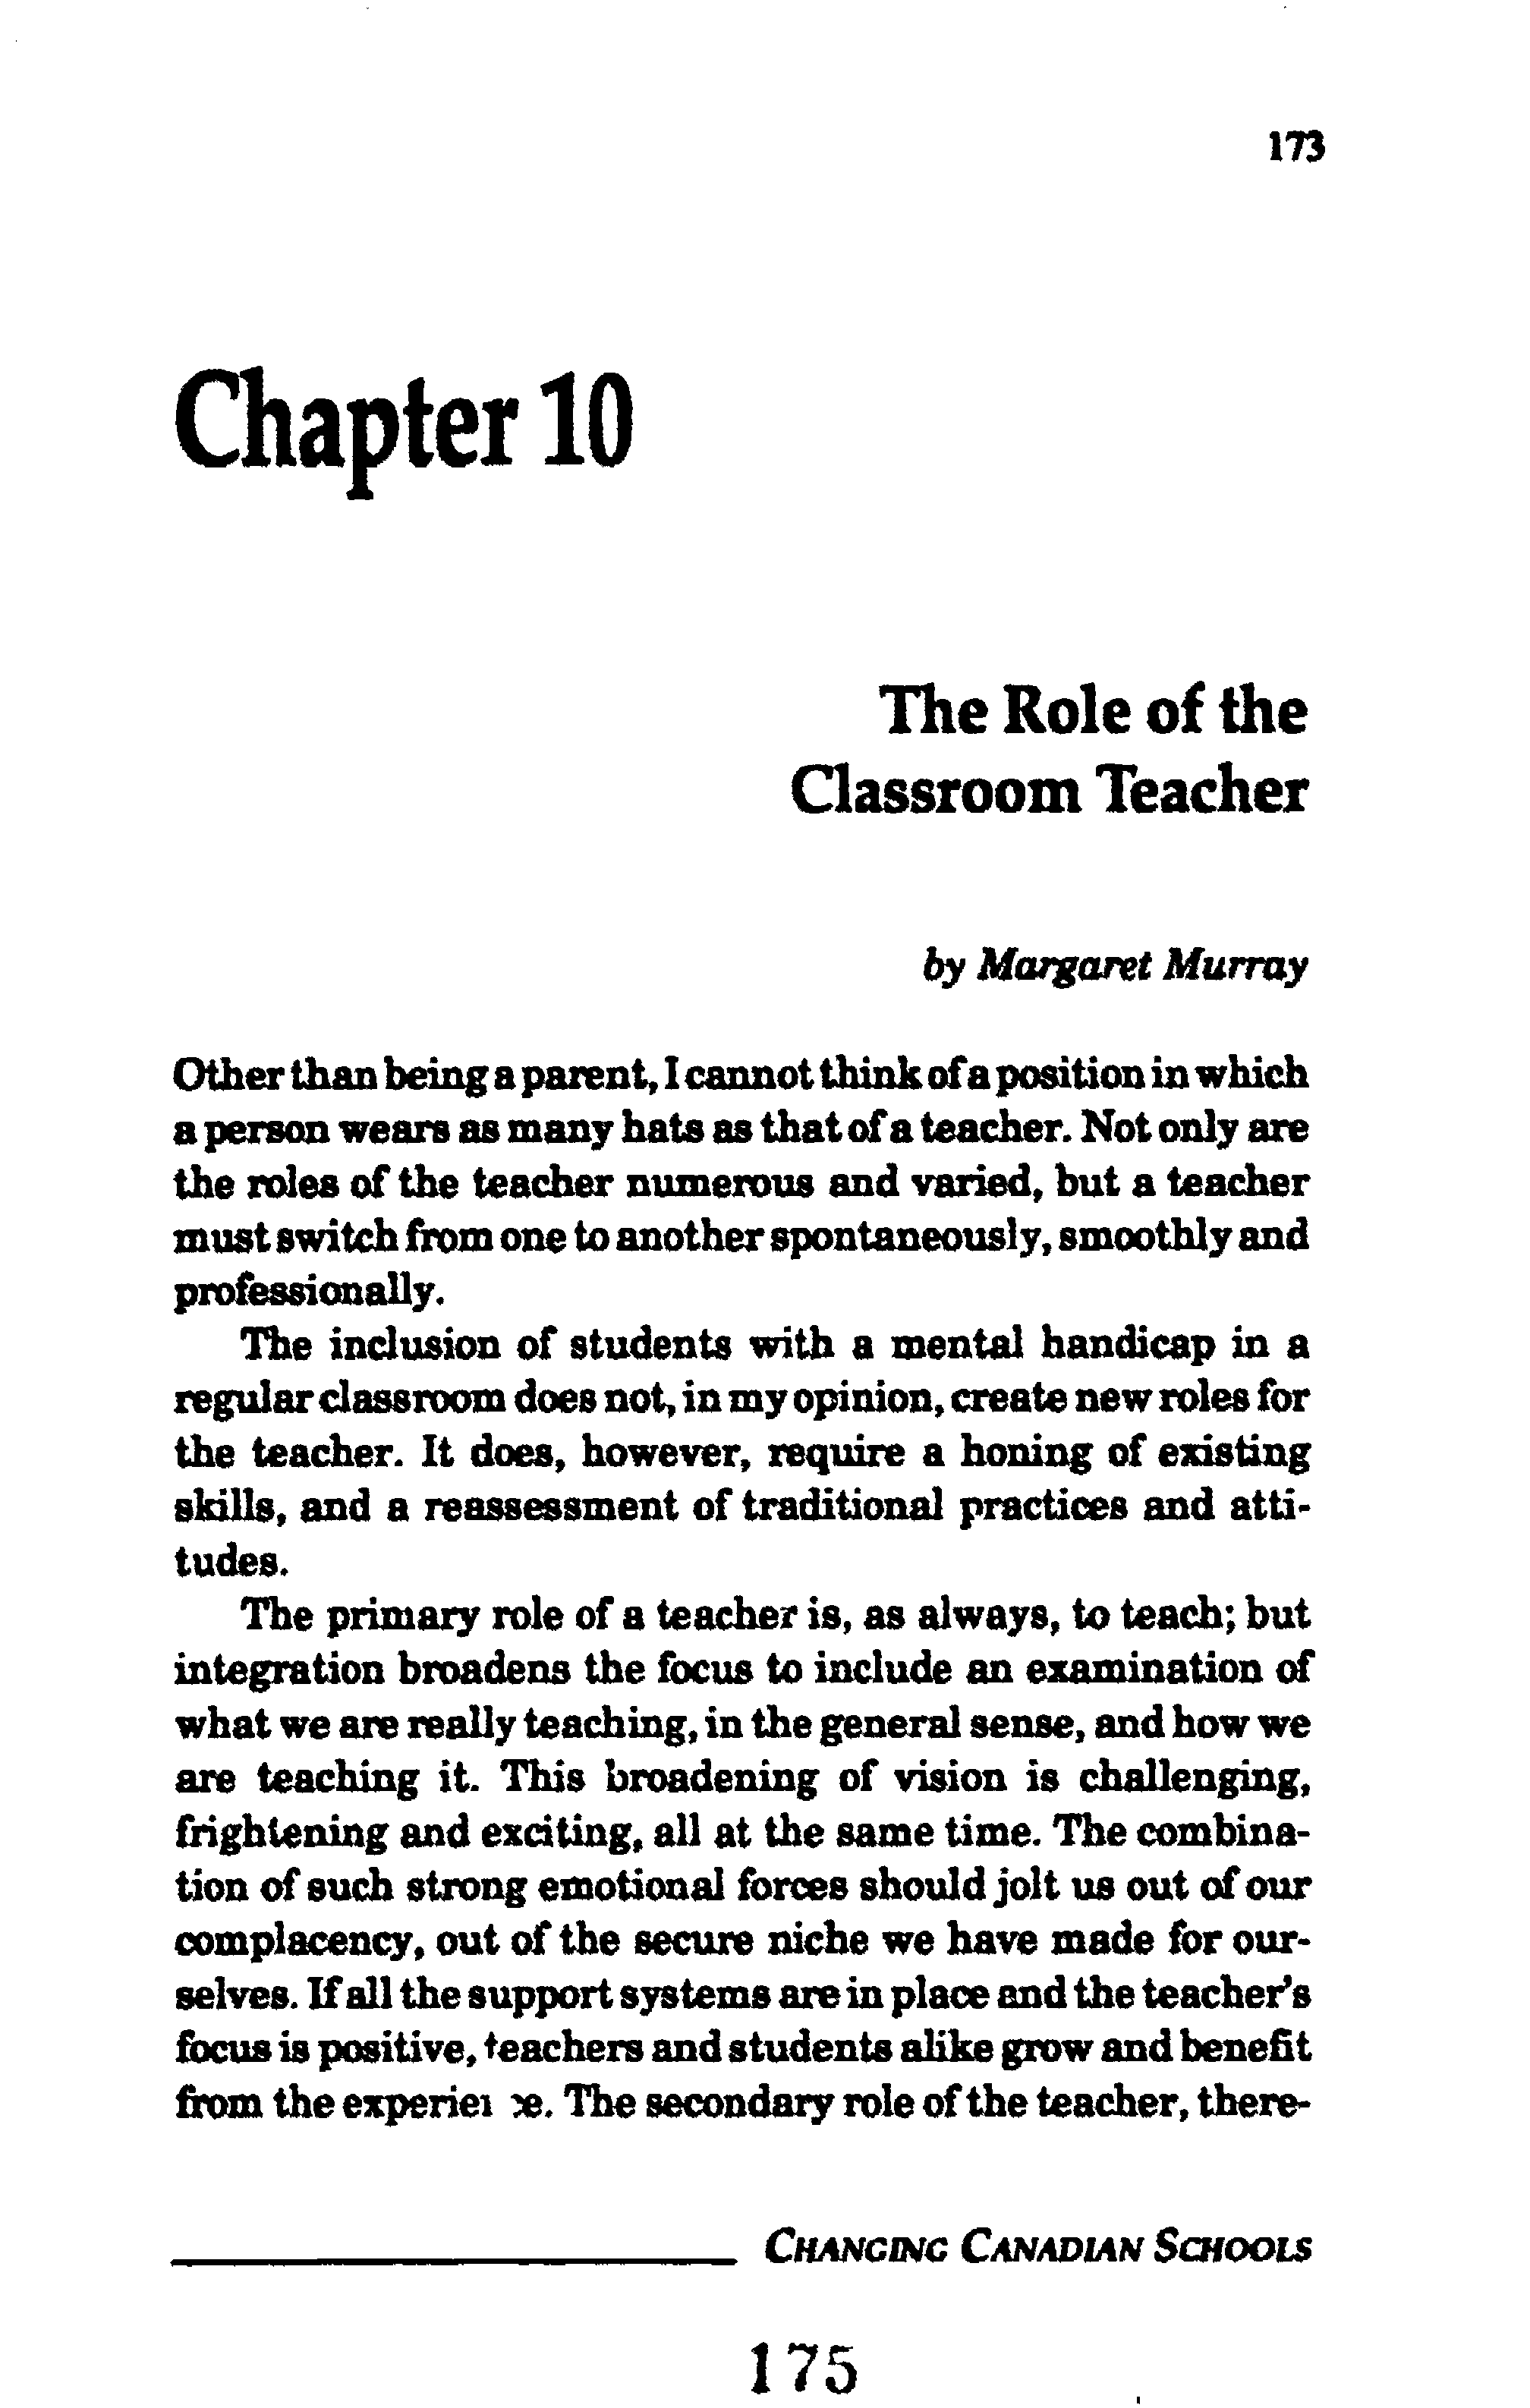 173
Chapter 10
The Role of the
Classroom Teacher
by Margaret Murray
Other than being a parent, I cannot think of a position in which
a person wears as many hats as that of a teacher. Not only are
the roles of the teacher numerous and varied, but a teacher
must switch from one to another spontaneously, smoothly and
professionally.
The inclusion of students with a mental handicap in a
regular classroom does not, in my opinion, create new roles for
the teacher. It does, however, require a honing of existing
skills, and a reassessment of traditional practices and atti-
tudes.
The primary role of a teacher is, as always, to teach; but
integration broadens the focus to include an examination of
what we are really teaching, in the general sense, and how we
are teaching it. This broadening of vision is challenging,
frightening and exciting, all at the same time. The combina-
tion of such strong emotional forces should jolt us out of our
complacency, out of the secure niche we have made for our-
selves. If all the support systems are in place and the teacher's
focus is positive, teachers and students alike grow and benefit
from the experience. The secondary role of the teacher, there-
CHANGING CANADIAN SCHOOLS
175